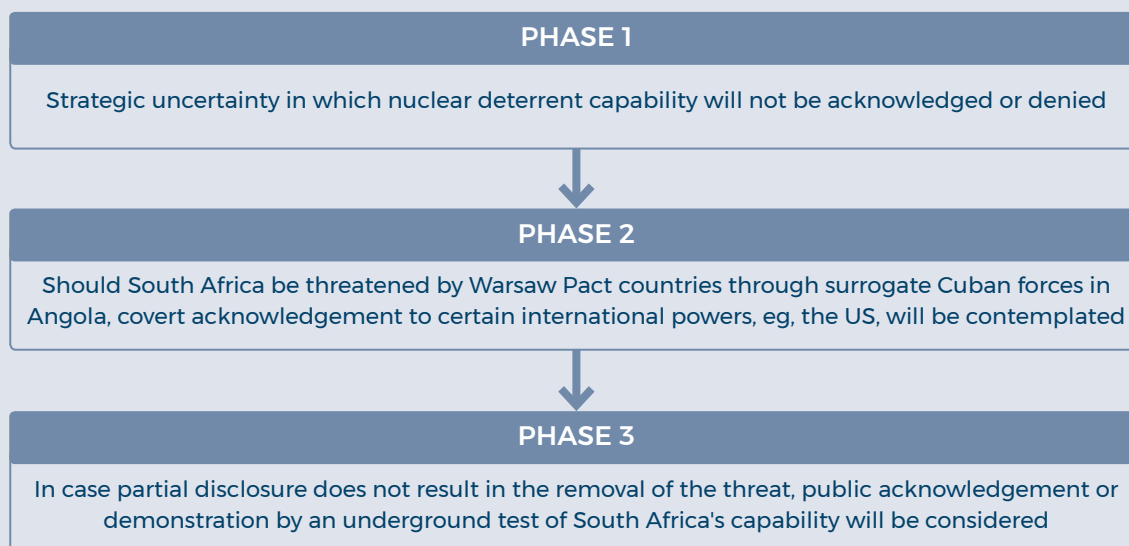 PHASE 1
Strategic uncertainty in which nuclear deterrent capability will not be acknowledged or denied
PHASE 2
Should South Africa be threatened by Warsaw Pact countries through surrogate Cuban forces in
Angola, covert acknowledgement to certain international powers, eg, the US, will be contemplated
PHASE 3
In case partial disclosure does not result in the removal of the threat, public acknowledgement or
demonstration by an underground test of South Africa's capability will be considered